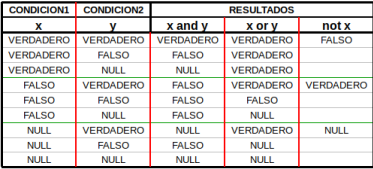 CONDICION1 CONDICION2 RESULTADOS
x y x and y x or y not x
VERDADERO VERDADERO VERDADERO VERDADERO FALSO
VERDADERO FALSO FALSO VERDADERO
VERDADERO NULL NULL VERDADERO
FALSO VERDADERO FALSO VERDADERO VERDADERO
FALSO FALSO FALSO FALSO
FALSO NULL FALSO NULL
NULL VERDADERO NULL VERDADERO NULL
NULL FALSO FALSO NULL
NULL NULL NULL NULL